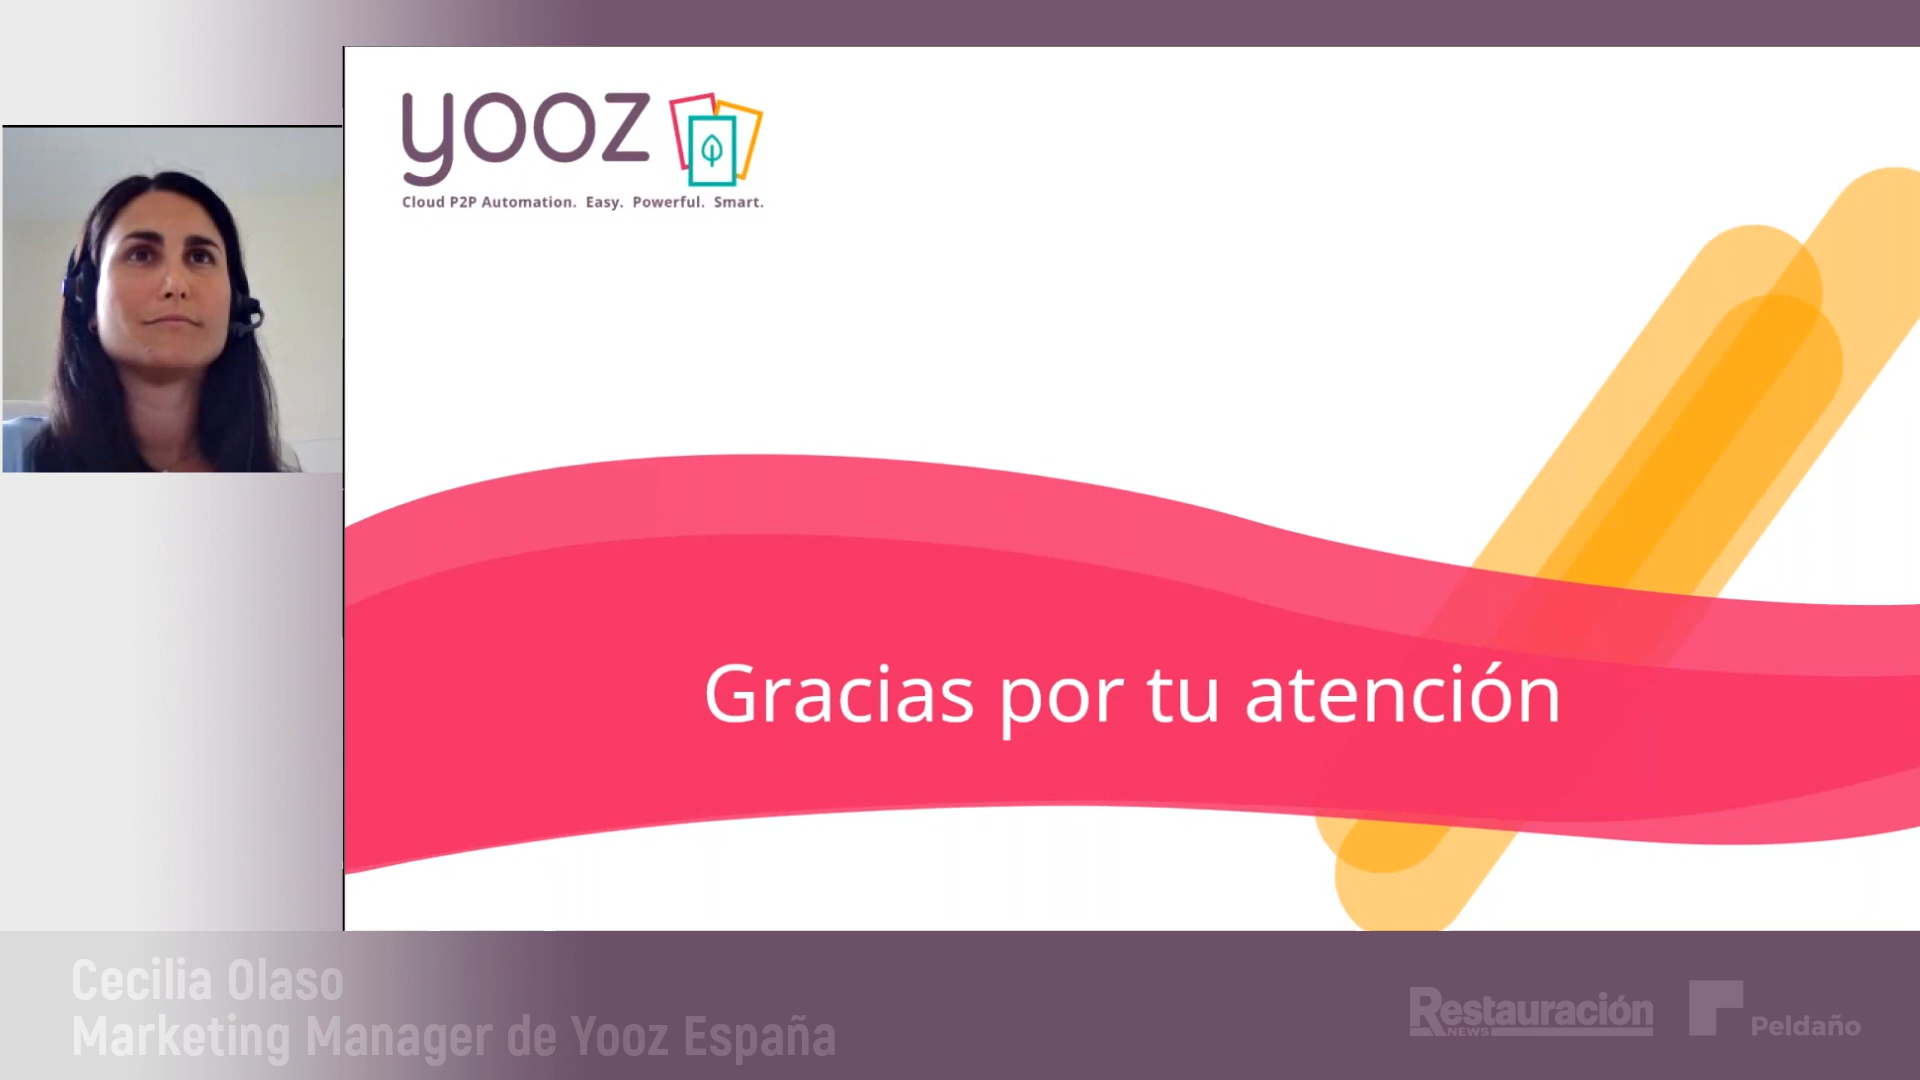 yooz
Cloud P2P Automation. Easy. Powerful. Smart.
Gracias por tu atención
Cecilia Olaso
Marketing Manager de Yooz España
Restauración
NEWS
Peldaño